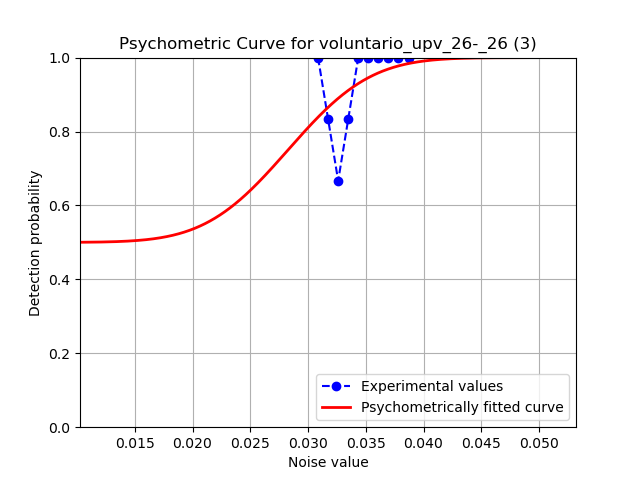 Psychometric Curve for voluntario_upv_26-_26 (3)
1.0
0.8
0.6
0.4
0.2
0.0
Detection probability
Experimental values
Psychometrically fitted curve
0.015 0.020 0.025 0.030 0.035 0.040 0.045 0.050
Noise value